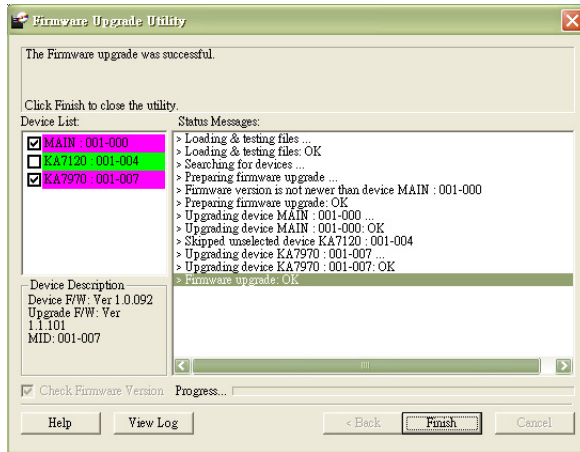 Firmware Upgrade Utility
The Firmware upgrade was successful.
Click Finish to close the utility.
Device List:
MAIN : 001-000
KA7120 : 001-004
KA7970 : 001-007
Status Messages:
> Loading & testing files ...
> Loading & testing files: OK
> Searching for devices ...
> Preparing firmware upgrade ...
> Firmware version is not newer than device MAIN : 001-000
> Preparing firmware upgrade: OK
> Upgrading device MAIN : 001-000 ...
> Upgrading device MAIN : 001-000: OK
> Skipped unselected device KA7120 : 001-004
> Upgrading device KA7970 : 001-007 ...
> Upgrading device KA7970 : 001-007: OK
> Firmware upgrade: OK
Device Description
Device F/W: Ver 1.0.092
Upgrade F/W: Ver
1.1.101
MID: 001-007
Check Firmware Version
Progress...
Help
View Log
< Back
Finish
Cancel